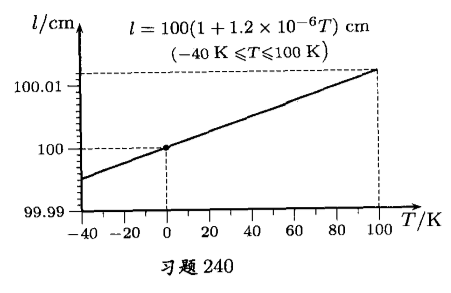 l/cm
l = 100(1 + 1.2 × 10⁻⁶T) cm
(−40 K ⩽T⩽100 K)
100.01
100
99.99
−40 −20 0 20 40 60 80 100 T/K
习题 240